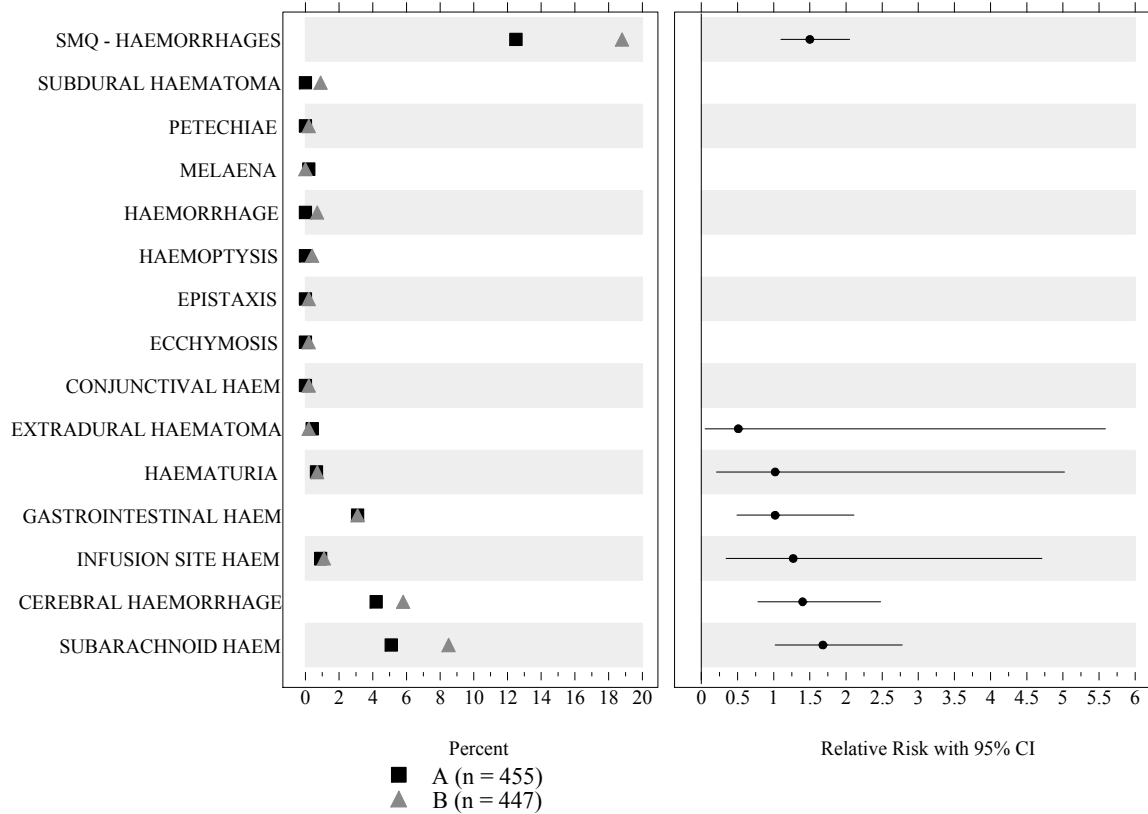 SMQ - HAEMORRHAGES
SUBDURAL HAEMATOMA
PETECHIAE
MELAENA
HAEMORRHAGE
HAEMOPTYSIS
EPISTAXIS
ECCHYMOSIS
CONJUNCTIVAL HAEM
EXTRADURAL HAEMATOMA
HAEMATURIA
GASTROINTESTINAL HAEM
INFUSION SITE HAEM
CEREBRAL HAEMORRHAGE
SUBARACHNOID HAEM
0 2 4 6 8 10 12 14 16 18 20
0 0.5 1 1.5 2 2.5 3 3.5 4 4.5 5 5.5 6
Percent
Relative Risk with 95% CI
A (n = 455)
B (n = 447)